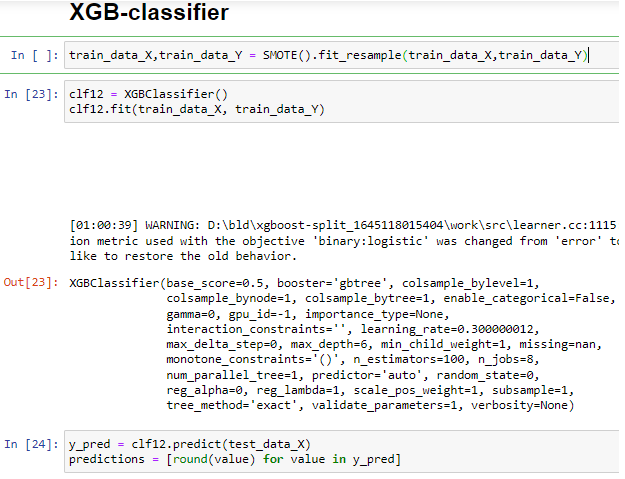 XGB-classifier
In [ ]: train_data_X,train_data_Y = SMOTE().fit_resample(train_data_X,train_data_Y)
In [23]: clf12 = XGBClassifier()
clf12.fit(train_data_X, train_data_Y)
[01:00:39] WARNING: D:\bld\xgboost-split_1645118015404\work\src\learner.cc:1115
ion metric used with the objective 'binary:logistic' was changed from 'error' to
like to restore the old behavior.
Out[23]: XGBClassifier(base_score=0.5, booster='gbtree', colsample_bylevel=1,
colsample_bynode=1, colsample_bytree=1, enable_categorical=False,
gamma=0, gpu_id=-1, importance_type=None,
interaction_constraints='', learning_rate=0.300000012,
max_delta_step=0, max_depth=6, min_child_weight=1, missing=nan,
monotone_constraints='()', n_estimators=100, n_jobs=8,
num_parallel_tree=1, predictor='auto', random_state=0,
reg_alpha=0, reg_lambda=1, scale_pos_weight=1, subsample=1,
tree_method='exact', validate_parameters=1, verbosity=None)
In [24]: y_pred = clf12.predict(test_data_X)
predictions = [round(value) for value in y_pred]